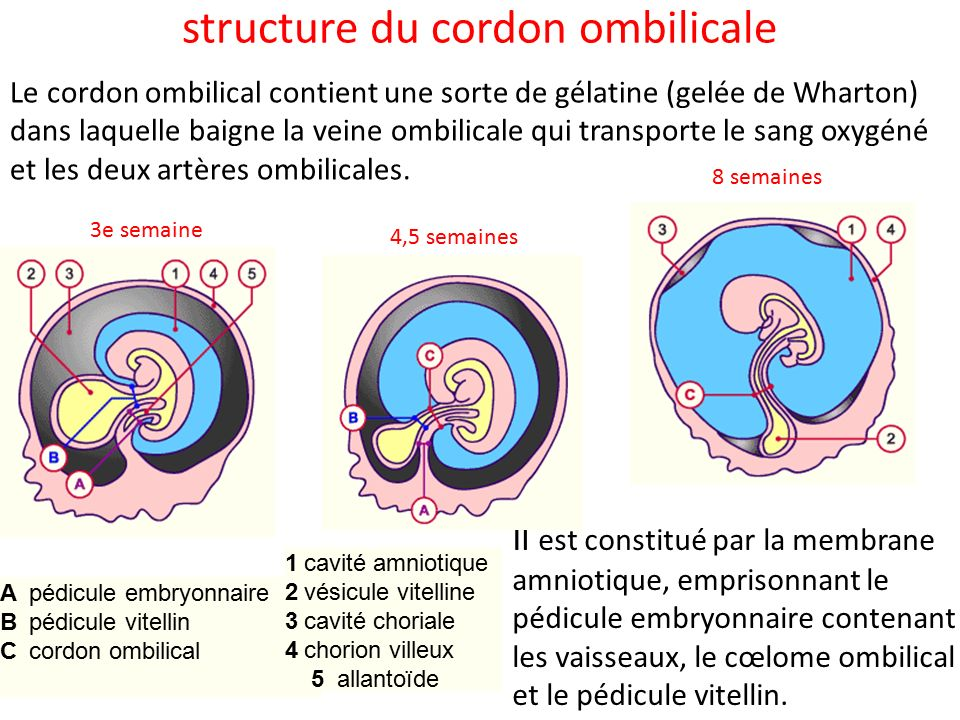 structure du cordon ombilicale
Le cordon ombilical contient une sorte de gélatine (gelée de Wharton)
dans laquelle baigne la veine ombilicale qui transporte le sang oxygéné
et les deux artères ombilicales.
3e semaine
4,5 semaines
8 semaines
2 3 1 4 5
B
A
C
B
A
3 1 4
C
2
A pédicule embryonnaire
B pédicule vitellin
C cordon ombilical
1 cavité amniotique
2 vésicule vitelline
3 cavité choriale
4 chorion villeux
5 allantoïde
Il est constitué par la membrane
amniotique, emprisonnant le
pédicule embryonnaire contenant
les vaisseaux, le cœlome ombilical
et le pédicule vitellin.